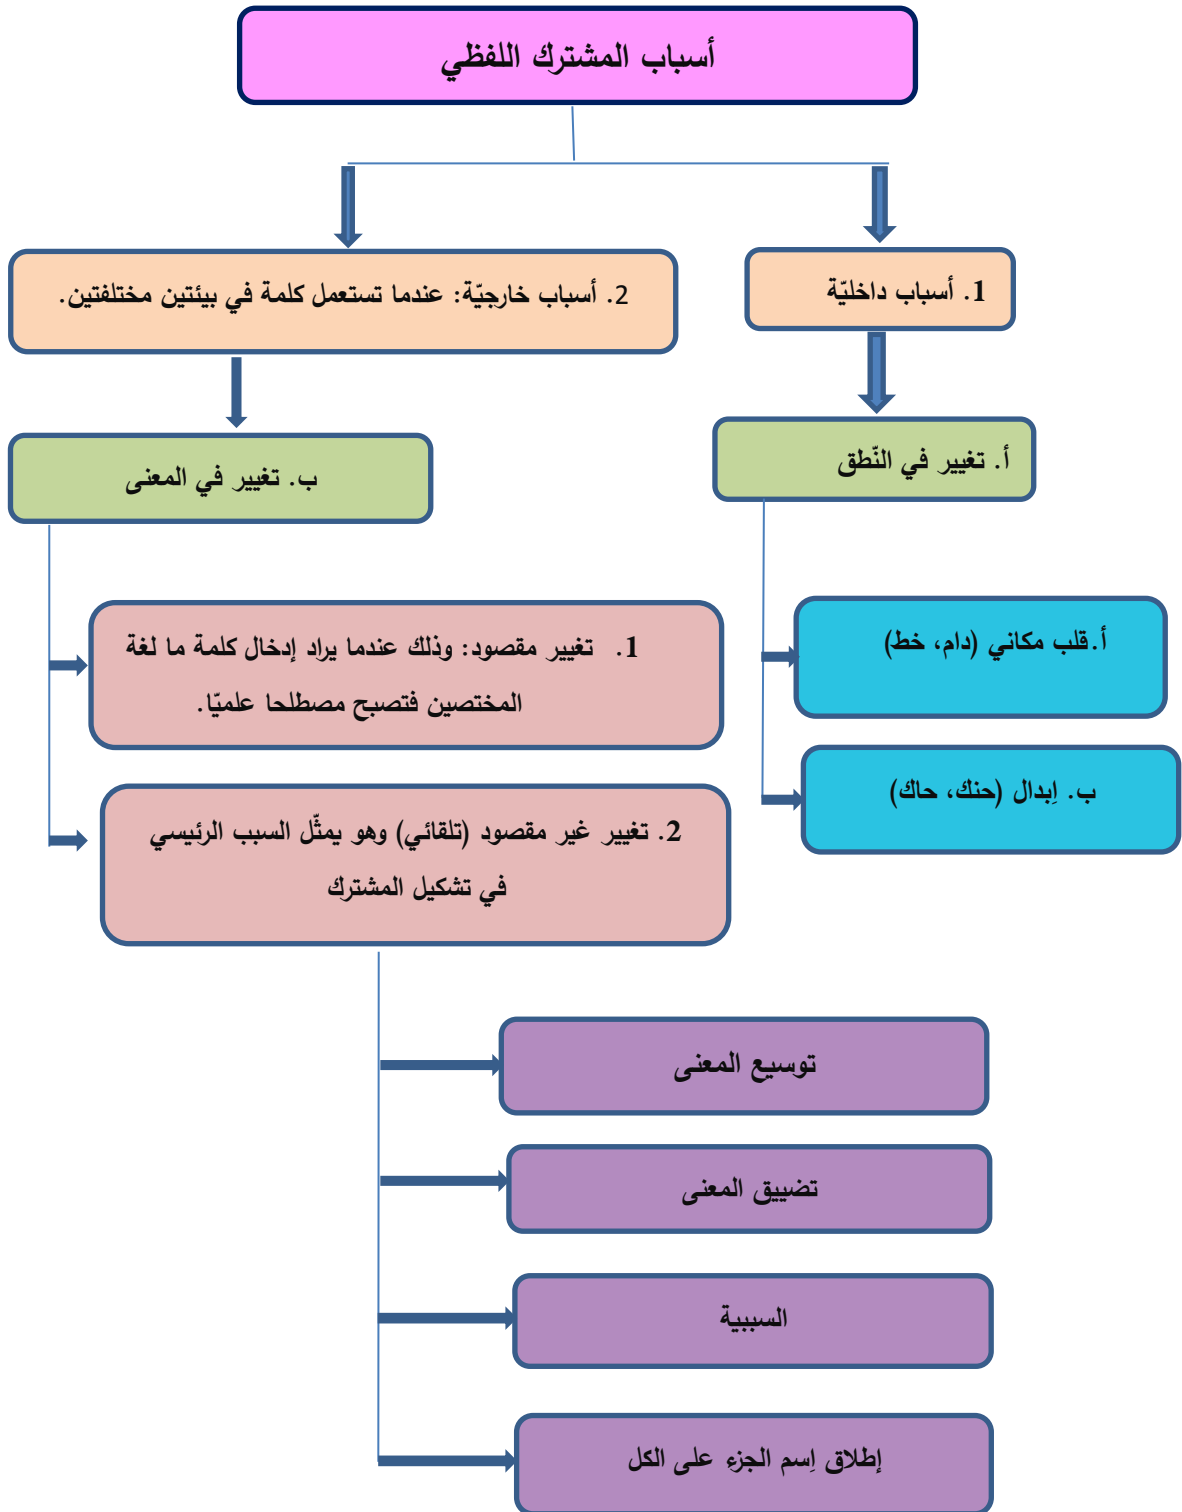 أسباب المشترك اللفظي
1. أسباب داخليّة
2. أسباب خارجيّة: عندما تستعمل كلمة في بيئتين مختلفتين.
أ. تغيير في النّطق
ب. تغيير في المعنى
أ.قلب مكاني (دام، خط)
ب. إبدال (حنك، حاك)
1. تغيير مقصود: وذلك عندما يراد إدخال كلمة ما لغة
المختصين فتصبح مصطلحا علميّا.
2. تغيير غير مقصود (تلقائي) وهو يمثّل السبب الرئيسي
في تشكيل المشترك
توسيع المعنى
تضييق المعنى
السببية
إطلاق إسم الجزء على الكل